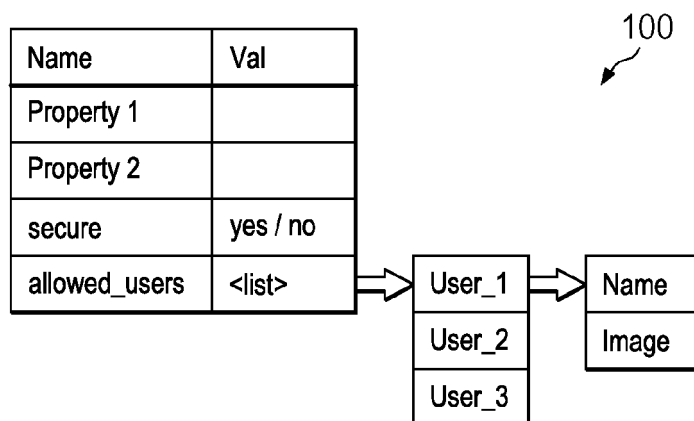 100
Name Val
Property 1
Property 2
secure yes / no
allowed_users <list> User_1 Name
User_2 Image
User_3